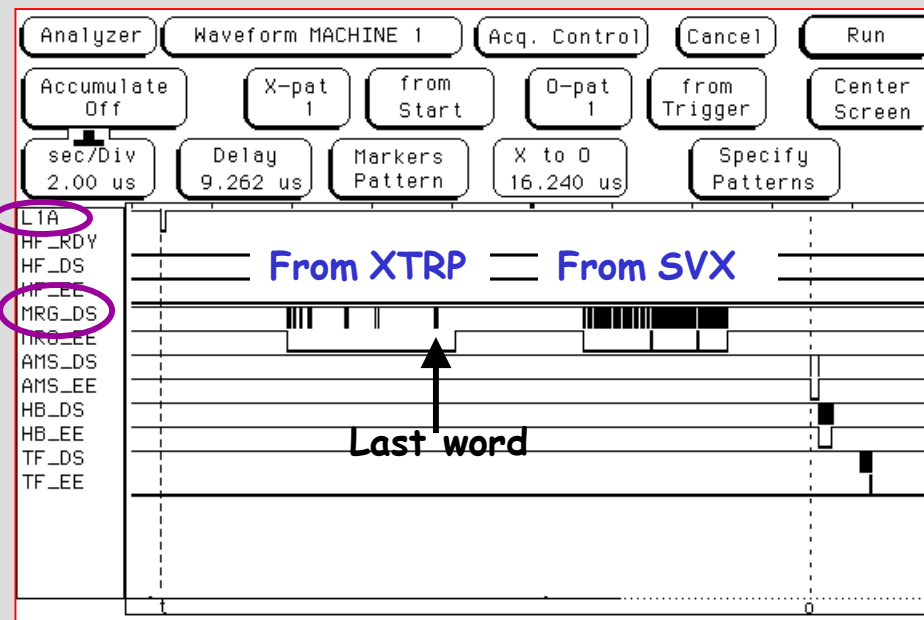 Analyzer Waveform MACHINE 1 Acq. Control Cancel Run
Accumulate Off X-pat 1 from Start O-pat 1 from Trigger Center Screen
sec/Div 2.00 us Delay 9.262 us Markers Pattern X to O 16.240 us Specify Patterns
L1A
HF_RDY
HF_DS
HF_EE
From XTRP From SVX
MRG_DS
MRG_EE
AMS_DS
AMS_EE
HB_DS
HB_EE
Last word
TF_DS
TF_EE
t o